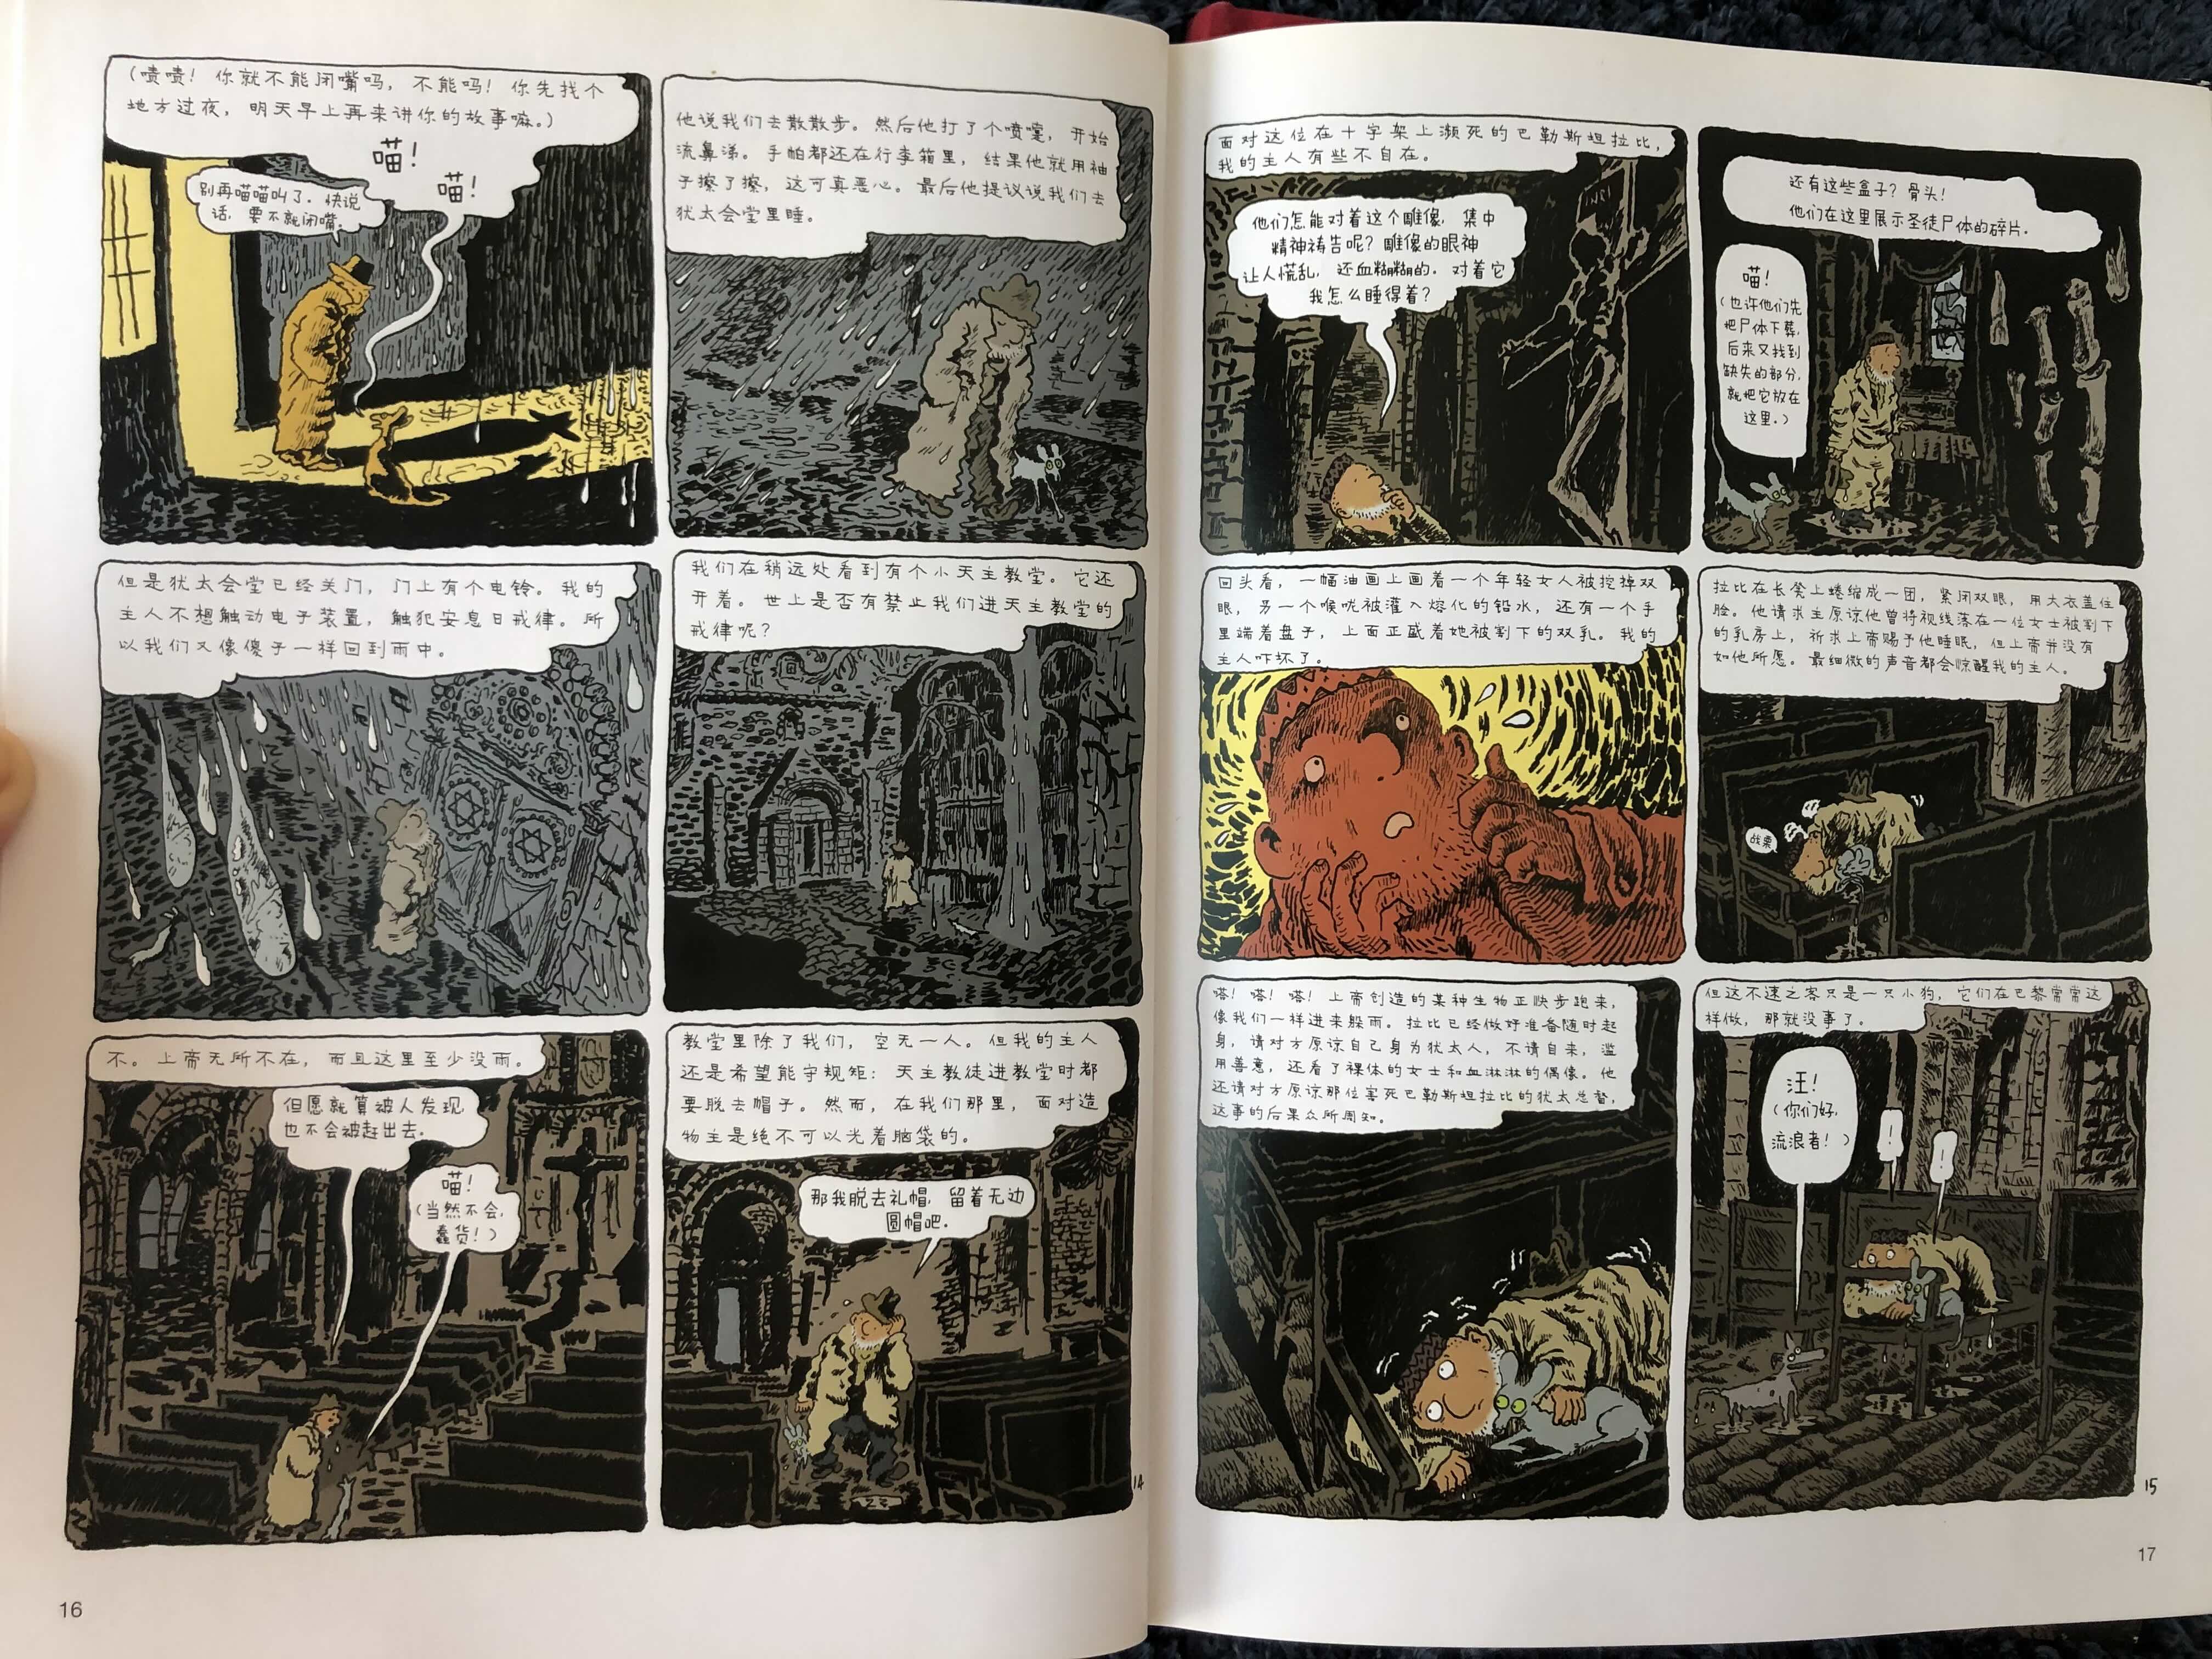 (啧啧！你就不能闭嘴吗，不能吗！你先找个
地方过夜，明天早上再来讲你的故事嘛。)
喵！
喵！
别再喵喵叫了．快说
话，要不就闭嘴．
他说我们去散散步。然后他打了个喷嚏，开始
流鼻涕。手帕都还在行李箱里，结果他就用袖
子擦了擦，这可真恶心。最后他提议说我们去
犹太会堂里睡。
但是犹太会堂已经关门，门上有个电铃。我的
主人不想触动电子装置，触犯安息日戒律。所
以我们又像傻子一样回到雨中。
我们在稍远处看到有个小天主教堂。它还
开着。世上是否有禁止我们进天主教堂的
戒律呢？
不。上帝无所不在，而且这里至少没雨。
但愿就算被人发现
也不会被赶出去．
喵！
(当然不会，
蠢货！)
教堂里除了我们，空无一人。但我的主人
还是希望能守规矩：天主教徒进教堂时都
要脱去帽子。然而，在我们那里，面对造
物主是绝不可以光着脑袋的。
那我脱去礼帽，留着无边
圆帽吧．
14
16
面对这位在十字架上濒死的巴勒斯坦拉比，
我的主人有些不自在。
他们怎能对着这个雕像，集中
精神祷告呢？雕像的眼神
让人慌乱，还血糊糊的．对着它
我怎么睡得着？
还有这些盒子？骨头！
他们在这里展示圣徒尸体的碎片．
喵！
(也许他们先
把尸体下葬，
后来又找到
缺失的部分，
就把它放在
这里．)
回头看，一幅油画上画着一个年轻女人被挖掉双
眼，另一个喉咙被灌入熔化的铅水，还有一个手
里端着盘子，上面正盛着她被割下的双乳。我的
主人吓坏了。
拉比在长凳上蜷缩成一团，紧闭双眼，用大衣盖住
脸。他请求主原谅他曾将视线落在一位女士被割下
的乳房上，祈求上帝赐予他睡眠，但上帝并没有
如他所愿。最细微的声音都会惊醒我的主人。
战栗
嗒！嗒！嗒！上帝创造的某种生物正快步跑来，
像我们一样进来躲雨。拉比已经做好准备随时起
身，请对方原谅自己身为犹太人，不请自来，滥
用善意，还看了裸体的女士和血淋淋的偶像。他
还请对方原谅那位害死巴勒斯坦拉比的犹太总督，
这事的后果众所周知。
但这不速之客只是一只小狗，它们在巴黎常常这
样做，那就没事了。
汪！
(你们好，
流浪者！)
！
！
15
17